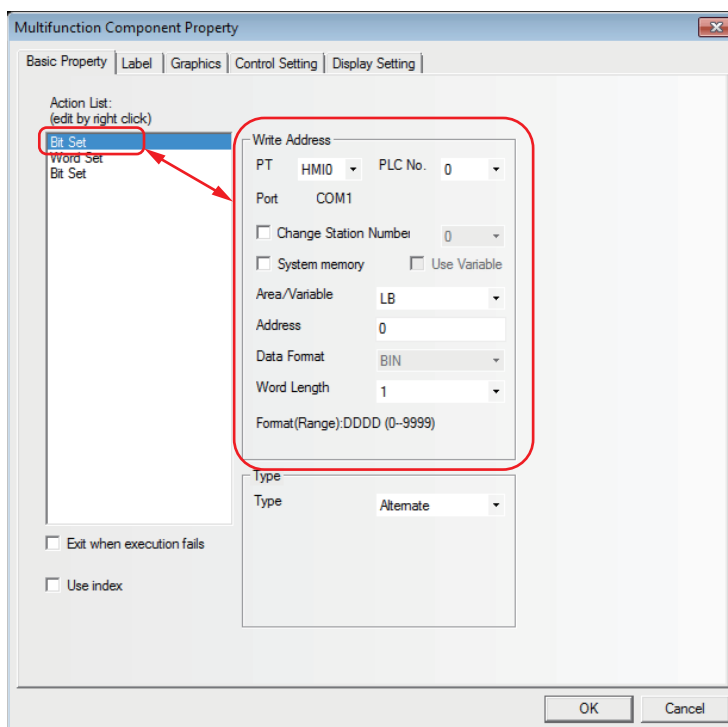 Multifunction Component Property
Basic Property Label Graphics Control Setting Display Setting
Action List:
(edit by right click)
Bit Set
Word Set
Bit Set
Exit when execution fails
Use index
Write Address
PT HMI0 PLC No. 0
Port COM1
Change Station Number 0
System memory Use Variable
Area/Variable LB
Address 0
Data Format BIN
Word Length 1
Format(Range):DDDD (0--9999)
Type
Type Alternate
OK Cancel